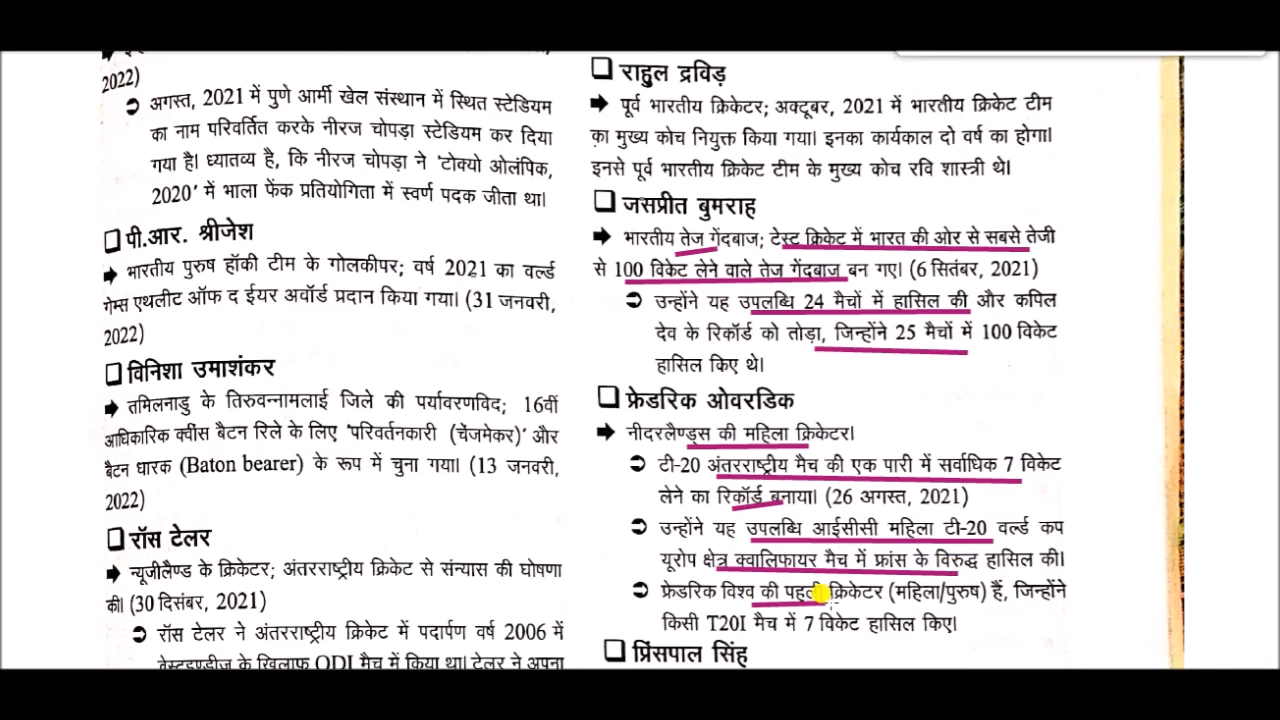 2022)
➲ अगस्त, 2021 में पुणे आर्मी खेल संस्थान में स्थित स्टेडियम
का नाम परिवर्तित करके नीरज चोपड़ा स्टेडियम कर दिया
गया है। ध्यातव्य है, कि नीरज चोपड़ा ने 'टोक्यो ओलंपिक,
2020' में भाला फेंक प्रतियोगिता में स्वर्ण पदक जीता था।
❑ पी.आर. श्रीजेश
➡ भारतीय पुरुष हॉकी टीम के गोलकीपर; वर्ष 2021 का वर्ल्ड
गेम्स एथलीट ऑफ द ईयर अवॉर्ड प्रदान किया गया। (31 जनवरी,
2022)
❑ विनिशा उमाशंकर
➡ तमिलनाडु के तिरुवन्नामलाई जिले की पर्यावरणविद; 16वीं
आधिकारिक क्वींस बैटन रिले के लिए 'परिवर्तनकारी (चेंजमेकर)' और
बैटन धारक (Baton bearer) के रूप में चुना गया। (13 जनवरी,
2022)
❑ रॉस टेलर
➡ न्यूजीलैण्ड के क्रिकेटर; अंतरराष्ट्रीय क्रिकेट से संन्यास की घोषणा
की। (30 दिसंबर, 2021)
➲ रॉस टेलर ने अंतरराष्ट्रीय क्रिकेट में पदार्पण वर्ष 2006 में
वेस्टइण्डीज के खिलाफ ODI मैच में किया था। टेलर ने अपना
❑ राहुल द्रविड़
➡ पूर्व भारतीय क्रिकेटर; अक्टूबर, 2021 में भारतीय क्रिकेट टीम
का मुख्य कोच नियुक्त किया गया। इनका कार्यकाल दो वर्ष का होगा।
इनसे पूर्व भारतीय क्रिकेट टीम के मुख्य कोच रवि शास्त्री थे।
❑ जसप्रीत बुमराह
➡ भारतीय तेज गेंदबाज; टेस्ट क्रिकेट में भारत की ओर से सबसे तेजी
से 100 विकेट लेने वाले तेज गेंदबाज बन गए। (6 सितंबर, 2021)
➲ उन्होंने यह उपलब्धि 24 मैचों में हासिल की और कपिल
देव के रिकॉर्ड को तोड़ा, जिन्होंने 25 मैचों में 100 विकेट
हासिल किए थे।
❑ फ्रेडरिक ओवरडिक
➡ नीदरलैण्ड्स की महिला क्रिकेटर।
➲ टी-20 अंतरराष्ट्रीय मैच की एक पारी में सर्वाधिक 7 विकेट
लेने का रिकॉर्ड बनाया। (26 अगस्त, 2021)
➲ उन्होंने यह उपलब्धि आईसीसी महिला टी-20 वर्ल्ड कप
यूरोप क्षेत्र क्वालिफायर मैच में फ्रांस के विरुद्ध हासिल की।
➲ फ्रेडरिक विश्व की पहली क्रिकेटर (महिला/पुरुष) हैं, जिन्होंने
किसी T20I मैच में 7 विकेट हासिल किए।
❑ प्रिंसपाल सिंह